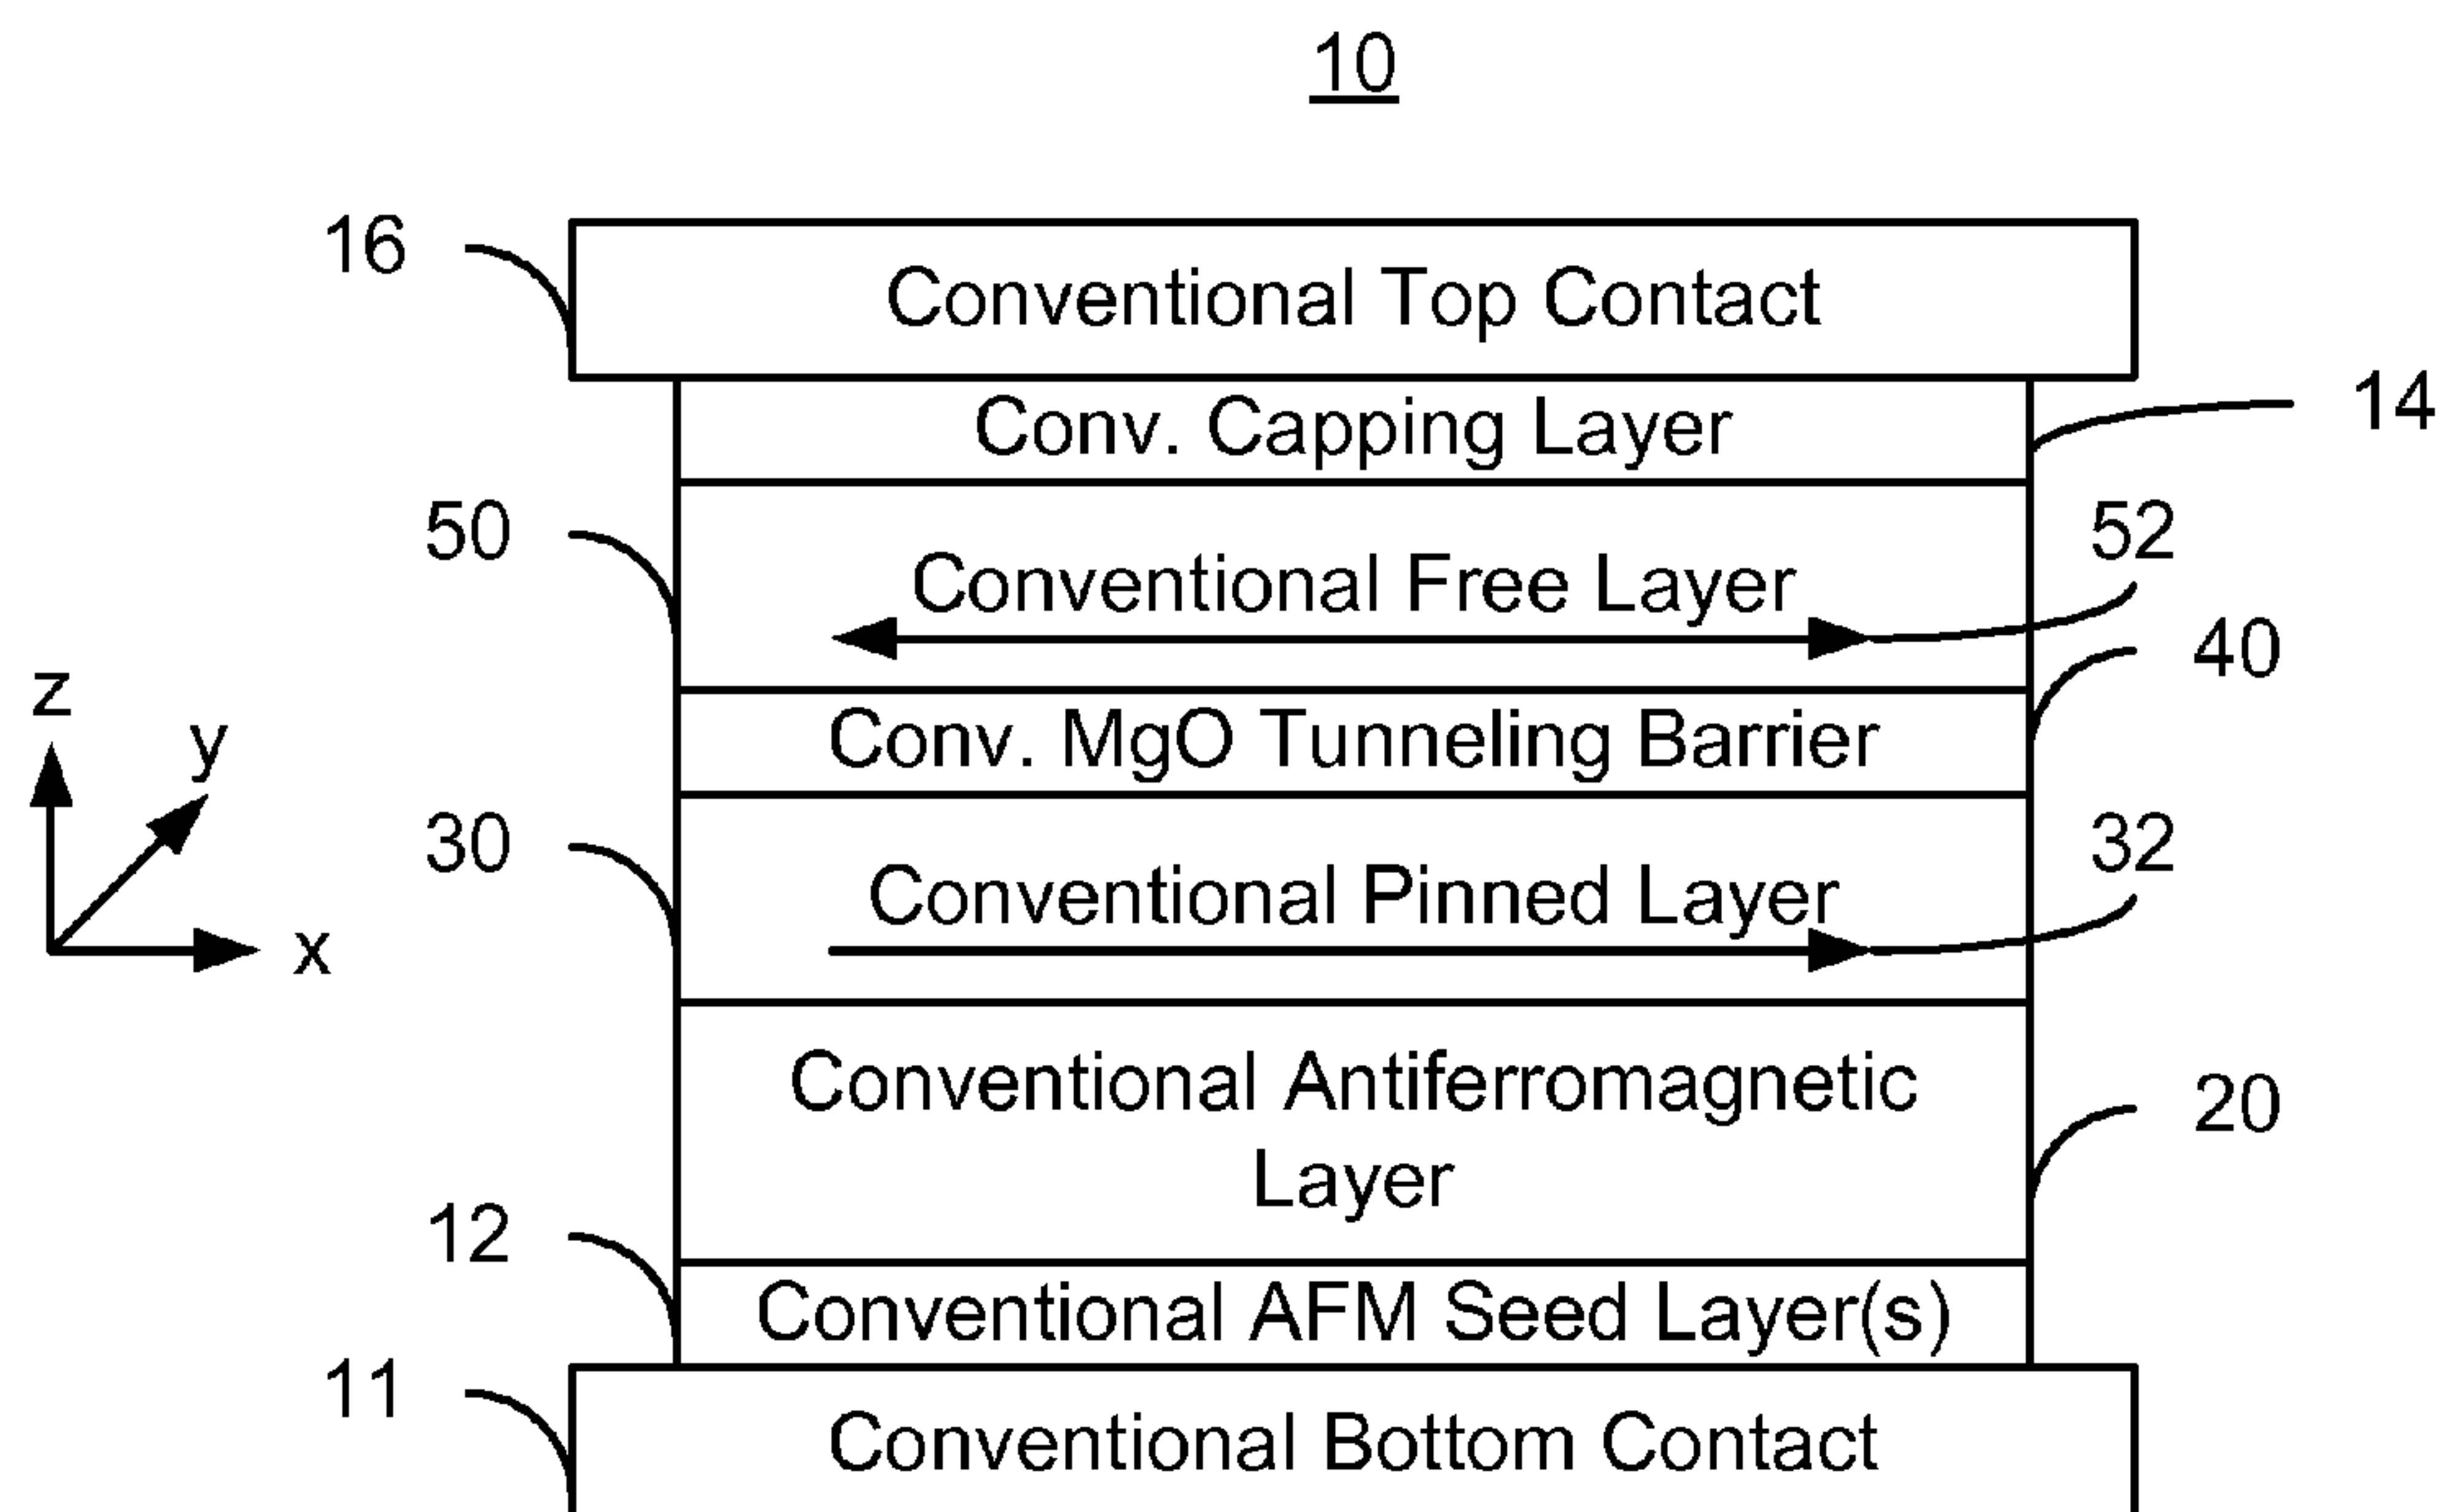 10
16
Conventional Top Contact
Conv. Capping Layer
14
50
Conventional Free Layer
52
Conv. MgO Tunneling Barrier
40
z
y
x
30
Conventional Pinned Layer
32
Conventional Antiferromagnetic
Layer
20
12
Conventional AFM Seed Layer(s)
11
Conventional Bottom Contact